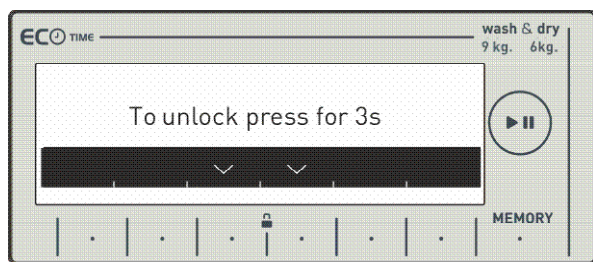 ECO TIME
wash & dry
9 kg. 6kg.
To unlock press for 3s
MEMORY